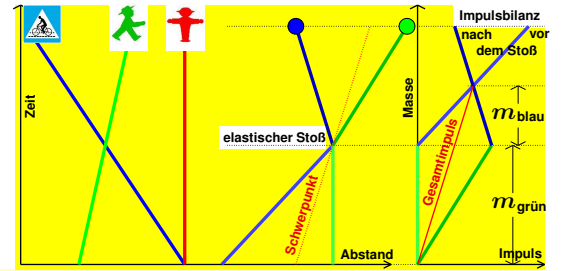 Zeit
elastischer Stoß
Schwerpunkt
Abstand
Masse
Impulsbilanz
nach vor
dem Stoß
Gesamtimpuls
m blau
m grün
Impuls